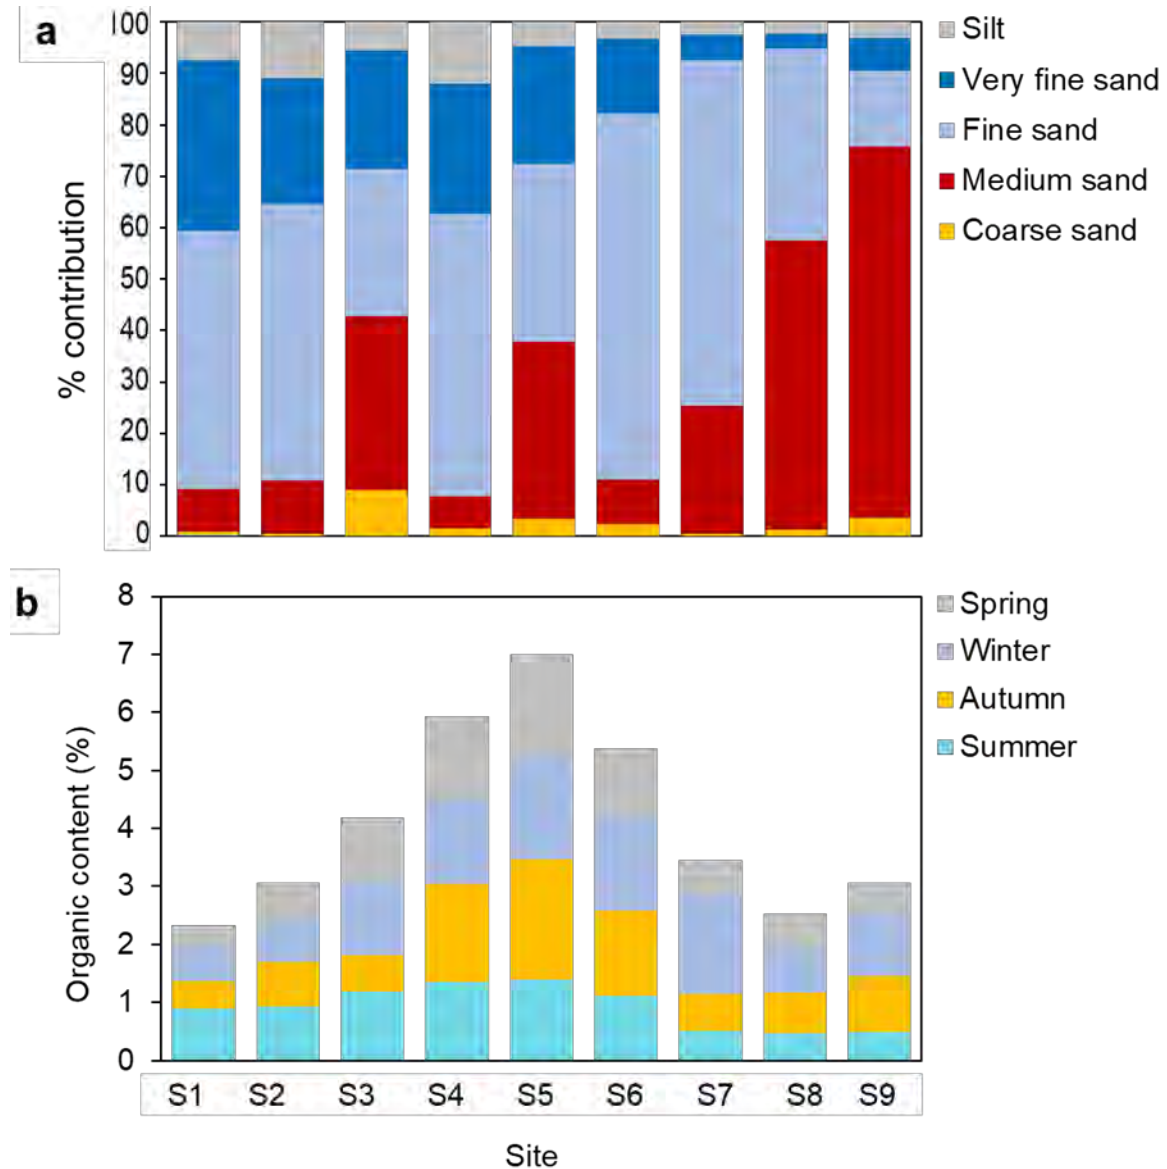 a
% contribution
100
90
80
70
60
50
40
30
20
10
0
Silt
Very fine sand
Fine sand
Medium sand
Coarse sand
b
Organic content (%)
8
7
6
5
4
3
2
1
0
Spring
Winter
Autumn
Summer
S1 S2 S3 S4 S5 S6 S7 S8 S9
Site